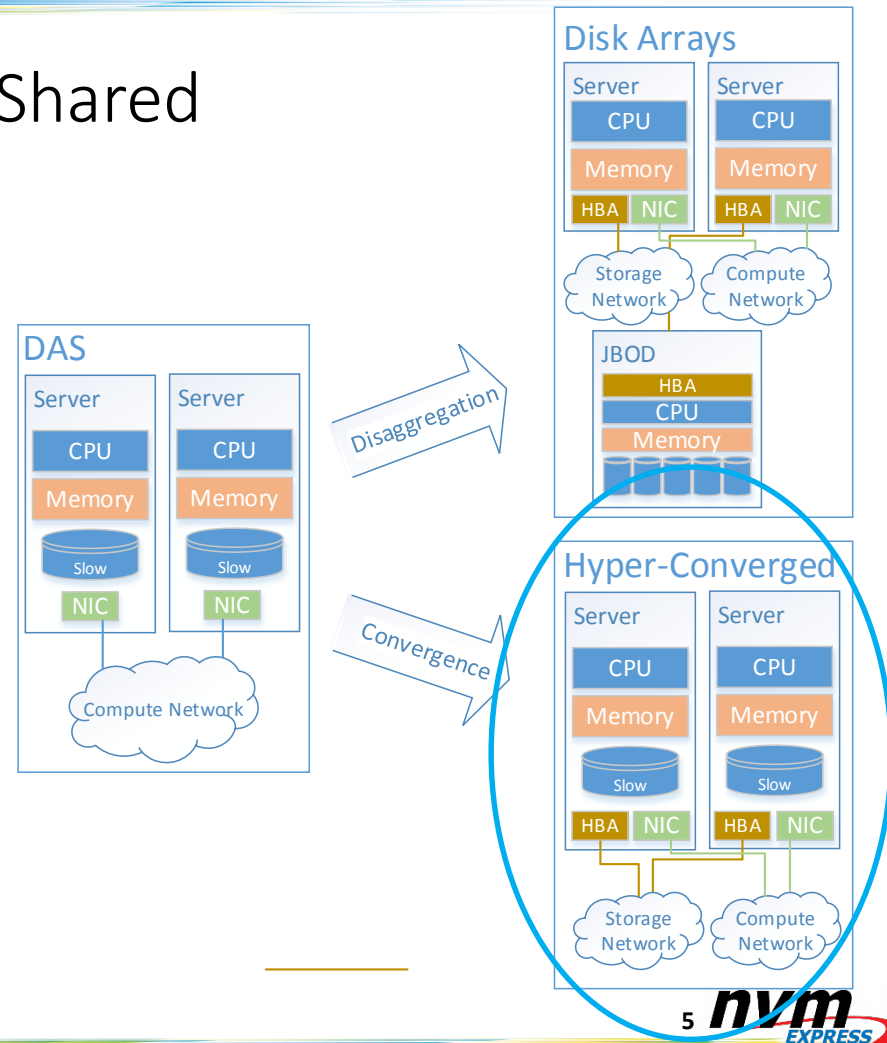 Shared
Disk Arrays
Server
Server
CPU
CPU
Memory
Memory
HBA
NIC
HBA
NIC
Storage
Network
Compute
Network
JBOD
HBA
CPU
Memory
DAS
Server
Server
CPU
CPU
Memory
Memory
Slow
Slow
NIC
NIC
Compute Network
Disaggregation
Convergence
Hyper-Converged
Server
Server
CPU
CPU
Memory
Memory
Slow
Slow
HBA
NIC
HBA
NIC
Storage
Network
Compute
Network
5
nvm
EXPRESS